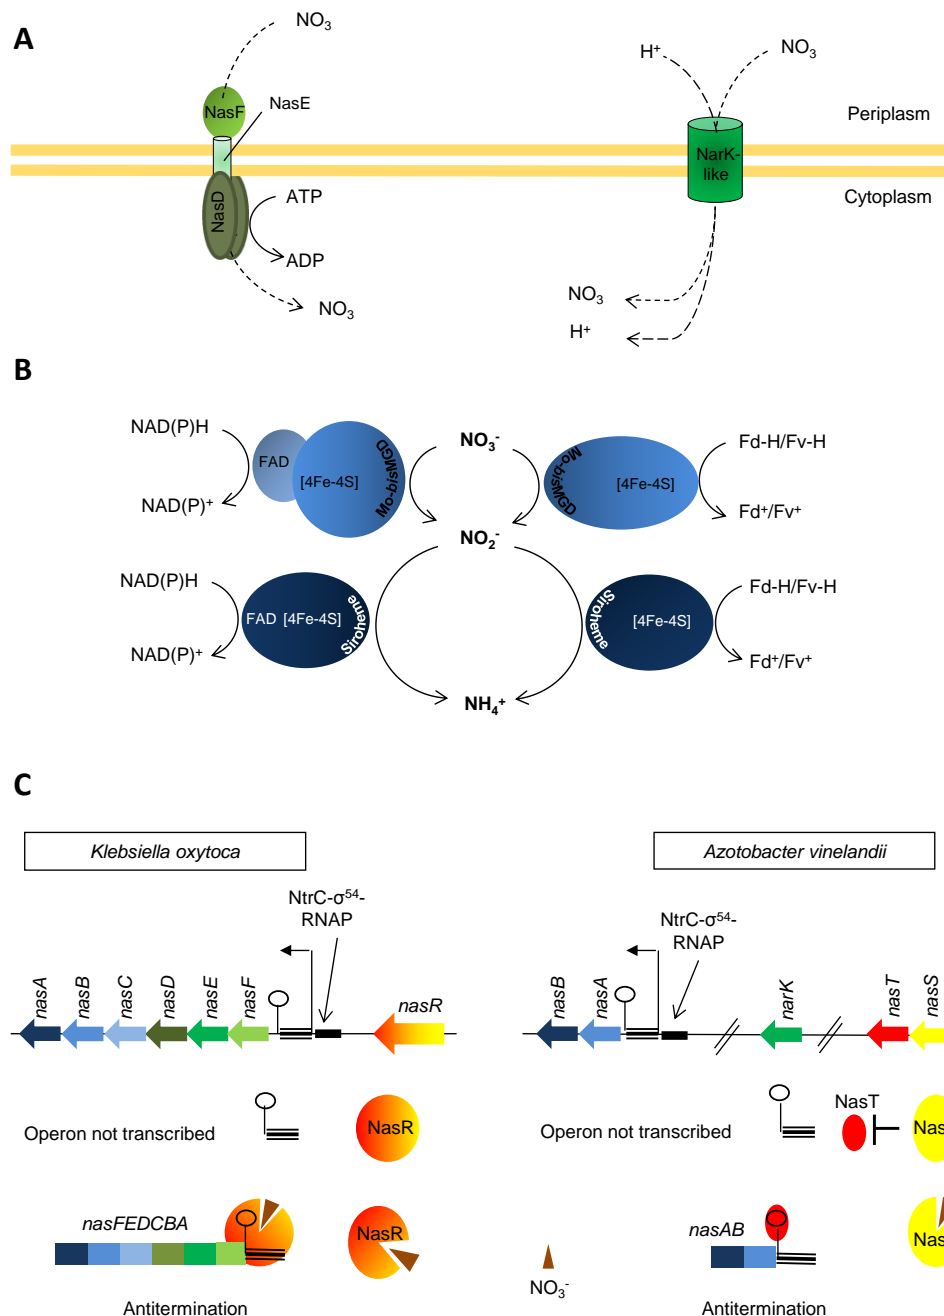 A
NO3
NO3
H+
NasF
NasE
Periplasm
NarK-
like
NasD
ATP
Cytoplasm
ADP
NO3
NO3
H+
B
NAD(P)H
FAD
[4Fe-4S]
Mo-bisMGD
NAD(P)+
NO3-
Mo-bisMGD
[4Fe-4S]
Fd-H/Fv-H
Fd+/Fv+
NO2-
NAD(P)H
FAD [4Fe-4S]
Siroheme
NAD(P)+
Siroheme
[4Fe-4S]
Fd-H/Fv-H
Fd+/Fv+
NH4+
C
Klebsiella oxytoca
Azotobacter vinelandii
NtrC-σ54-
RNAP
NtrC-σ54-
RNAP
nasA
nasB
nasC
nasD
nasE
nasF
nasR
nasB
nasA
narK
nasT
nasS
Operon not transcribed
NasR
Operon not transcribed
NasT
Nas
nasFEDCBA
NasR
NO3-
nasAB
Nas
Antitermination
Antitermination